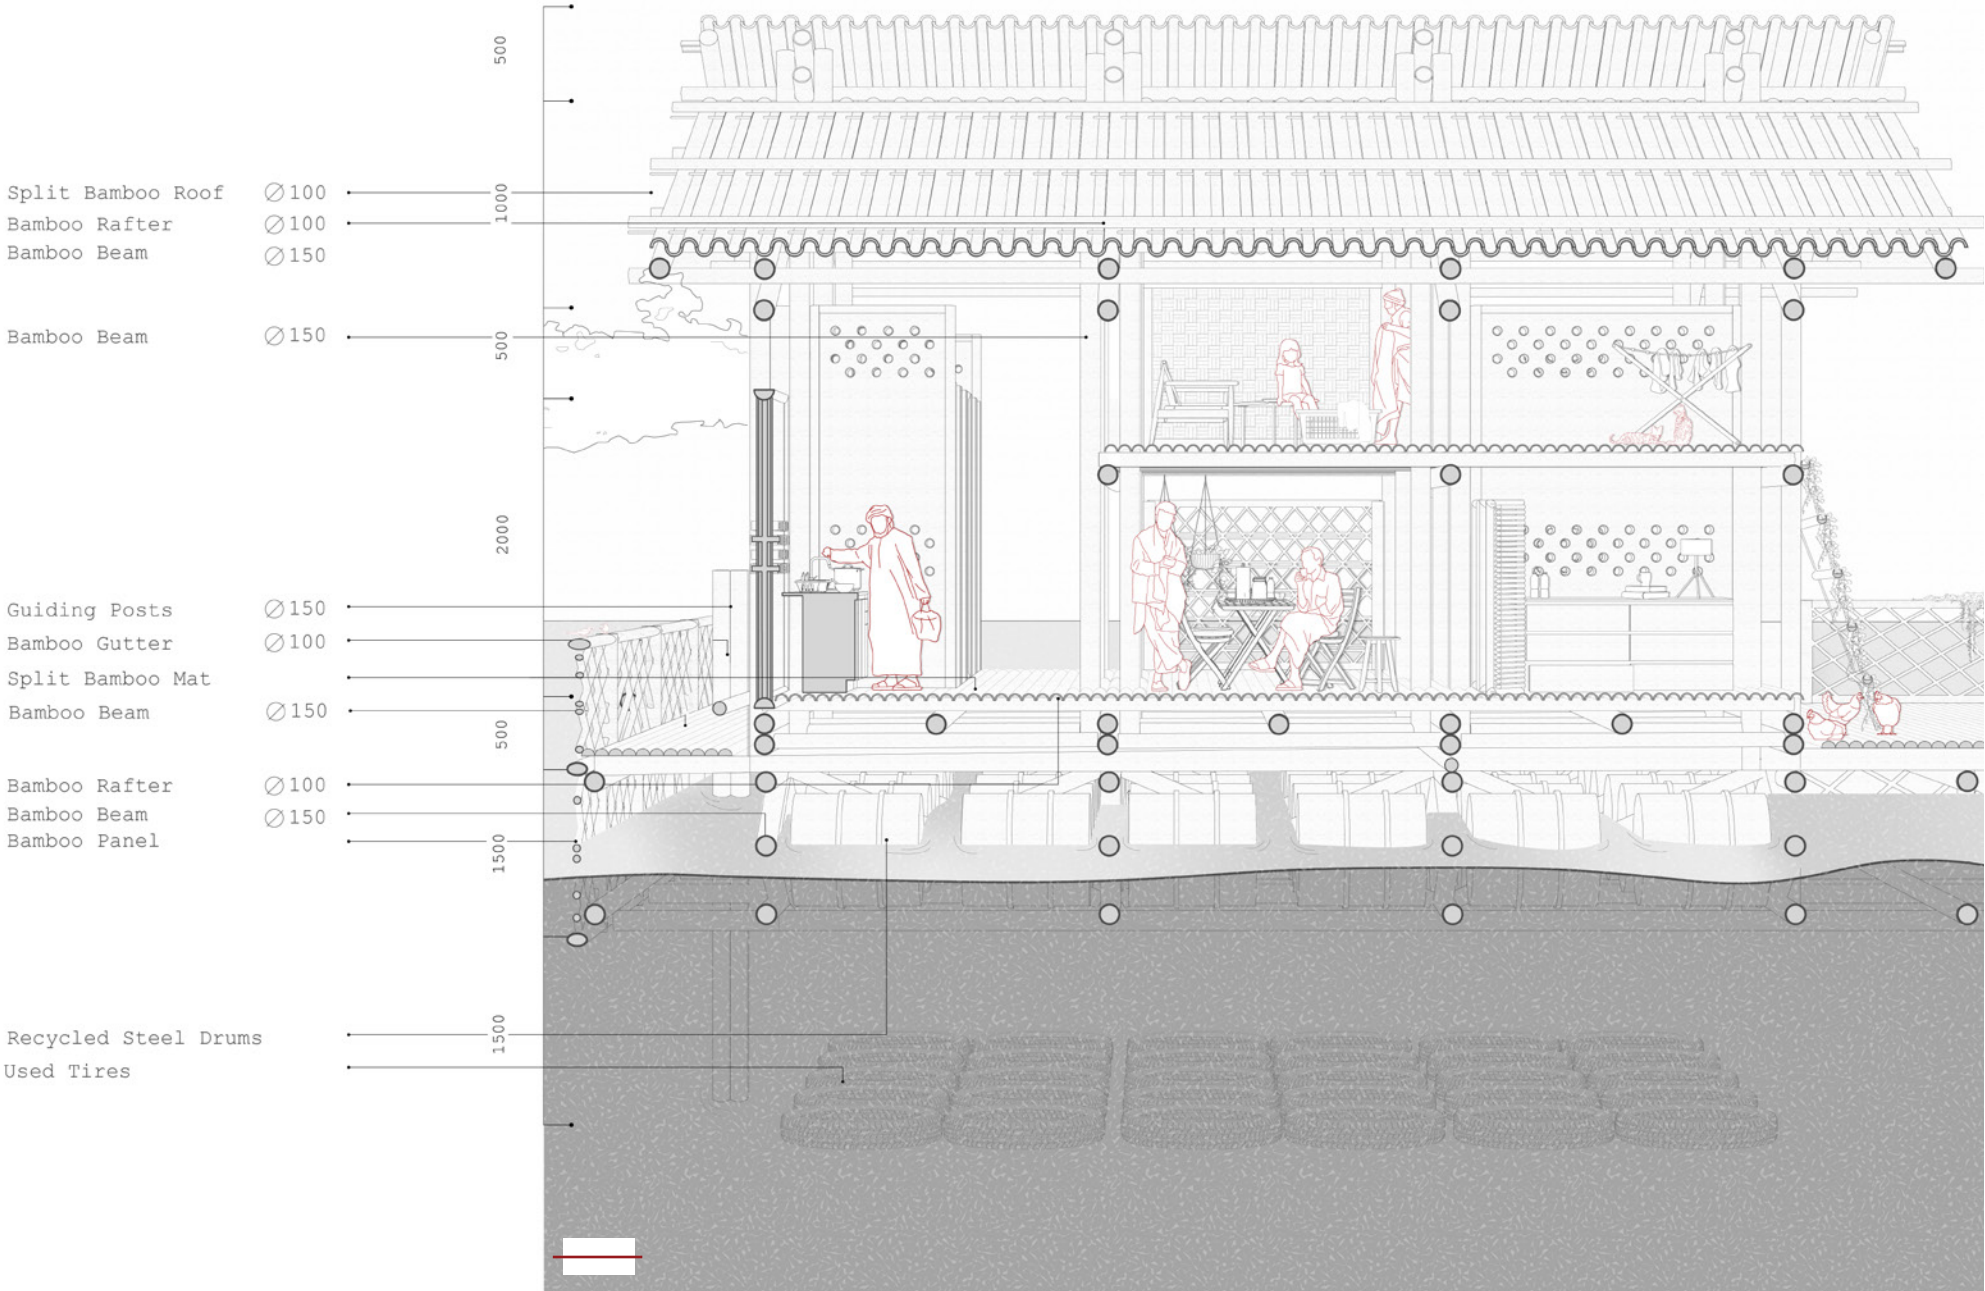 500
Split Bamboo Roof ∅100
1000
Bamboo Rafter ∅100
Bamboo Beam ∅150
Bamboo Beam ∅150
500
2000
Guiding Posts ∅150
Bamboo Gutter ∅100
Split Bamboo Mat
Bamboo Beam ∅150
500
Bamboo Rafter ∅100
Bamboo Beam ∅150
Bamboo Panel
1500
Recycled Steel Drums
1500
Used Tires